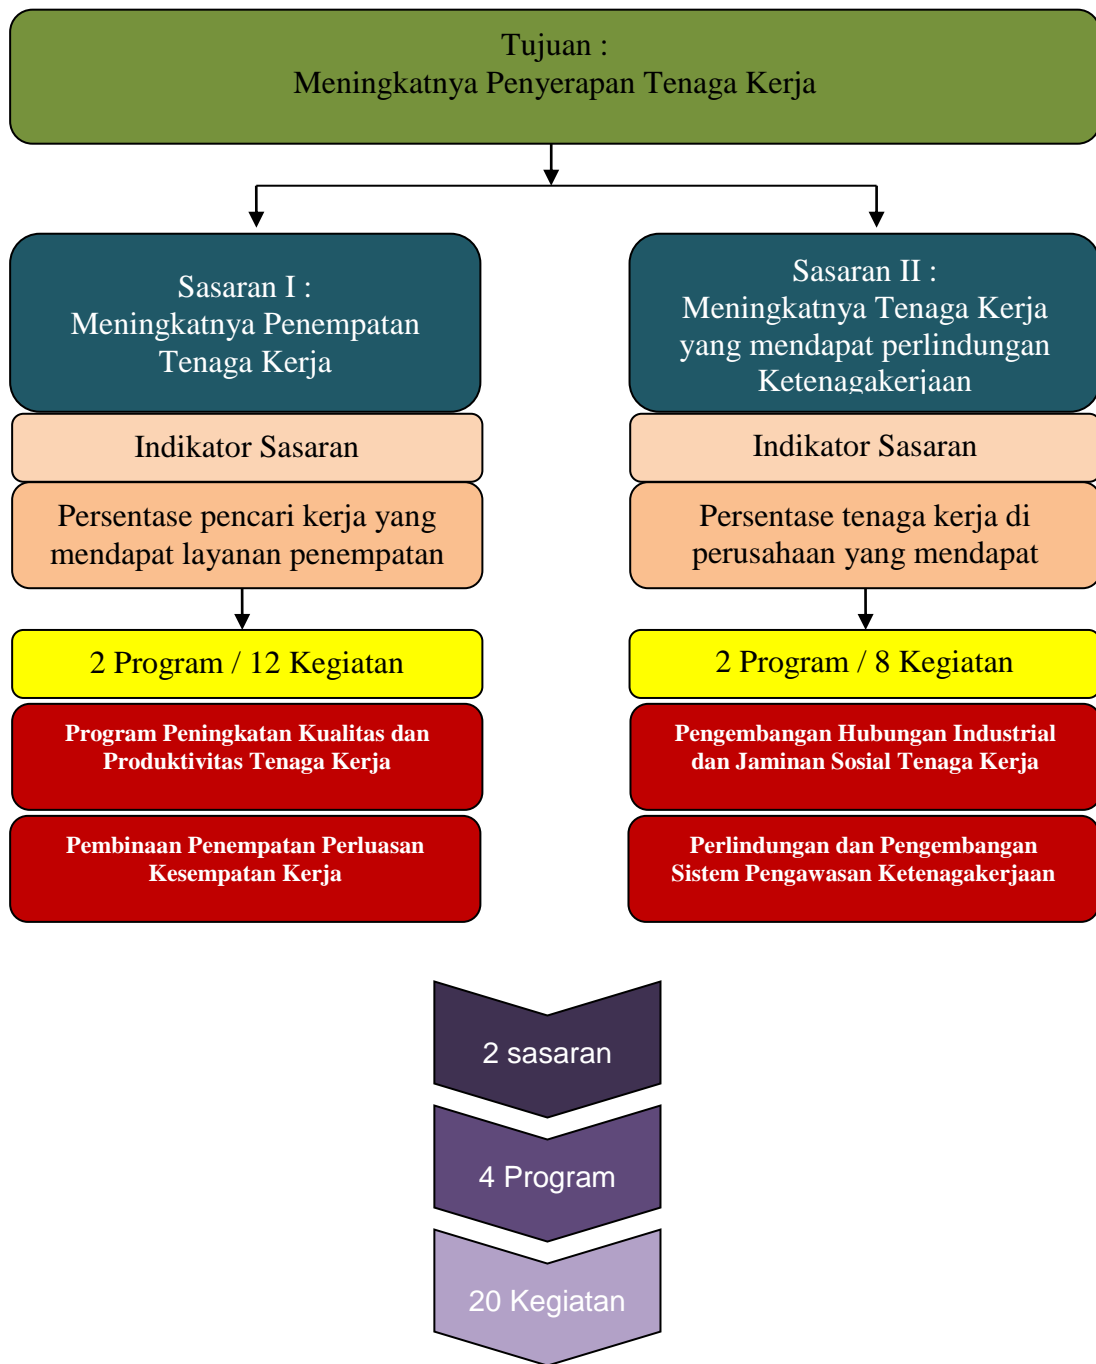 Tujuan :
Meningkatnya Penyerapan Tenaga Kerja
Sasaran I :
Meningkatnya Penempatan
Tenaga Kerja
Indikator Sasaran
Persentase pencari kerja yang
mendapat layanan penempatan
2 Program / 12 Kegiatan
Program Peningkatan Kualitas dan
Produktivitas Tenaga Kerja
Pembinaan Penempatan Perluasan
Kesempatan Kerja
Sasaran II :
Meningkatnya Tenaga Kerja
yang mendapat perlindungan
Ketenagakerjaan
Indikator Sasaran
Persentase tenaga kerja di
perusahaan yang mendapat
2 Program / 8 Kegiatan
Pengembangan Hubungan Industrial
dan Jaminan Sosial Tenaga Kerja
Perlindungan dan Pengembangan
Sistem Pengawasan Ketenagakerjaan
2 sasaran
4 Program
20 Kegiatan